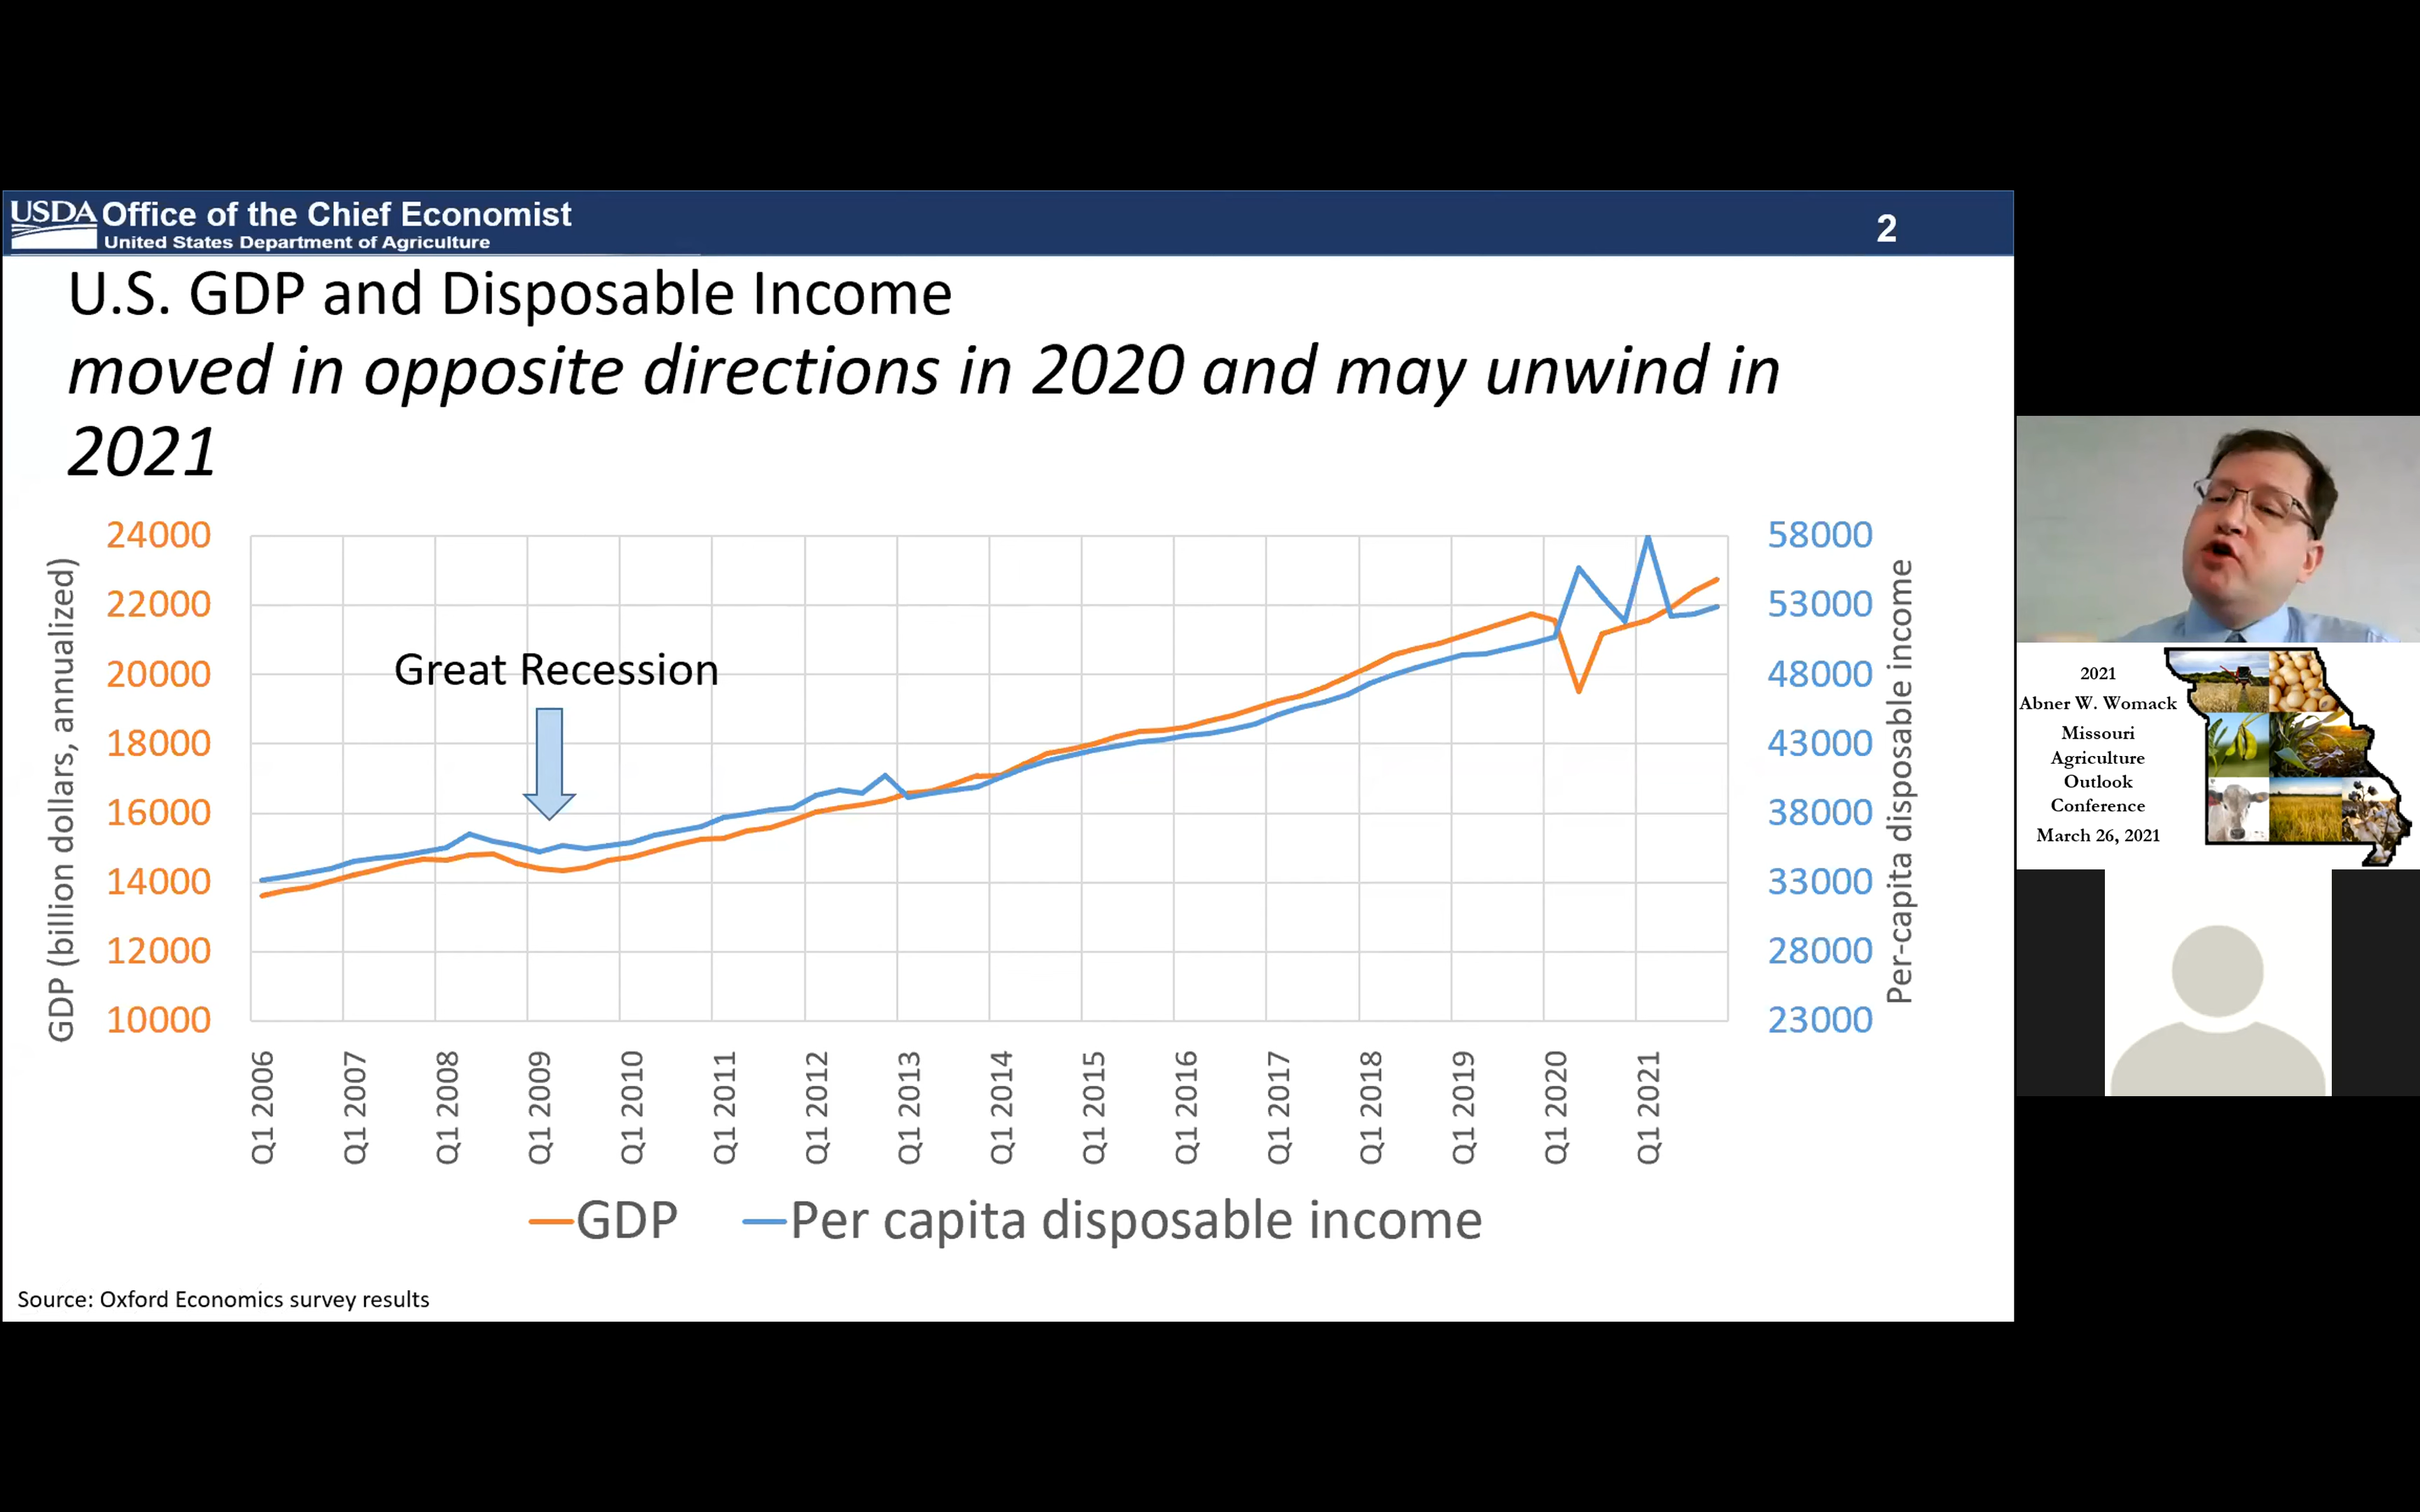 USDA Office of the Chief Economist
United States Department of Agriculture
2
U.S. GDP and Disposable Income
moved in opposite directions in 2020 and may unwind in
2021
GDP (billion dollars, annualized)
24000
22000
20000
18000
16000
14000
12000
10000
Great Recession
58000
53000
48000
43000
38000
33000
28000
23000
Per-capita disposable income
Q1 2006
Q1 2007
Q1 2008
Q1 2009
Q1 2010
Q1 2011
Q1 2012
Q1 2013
Q1 2014
Q1 2015
Q1 2016
Q1 2017
Q1 2018
Q1 2019
Q1 2020
Q1 2021
GDP
Per capita disposable income
Source: Oxford Economics survey results
2021
Abner W. Womack
Missouri
Agriculture
Outlook
Conference
March 26, 2021